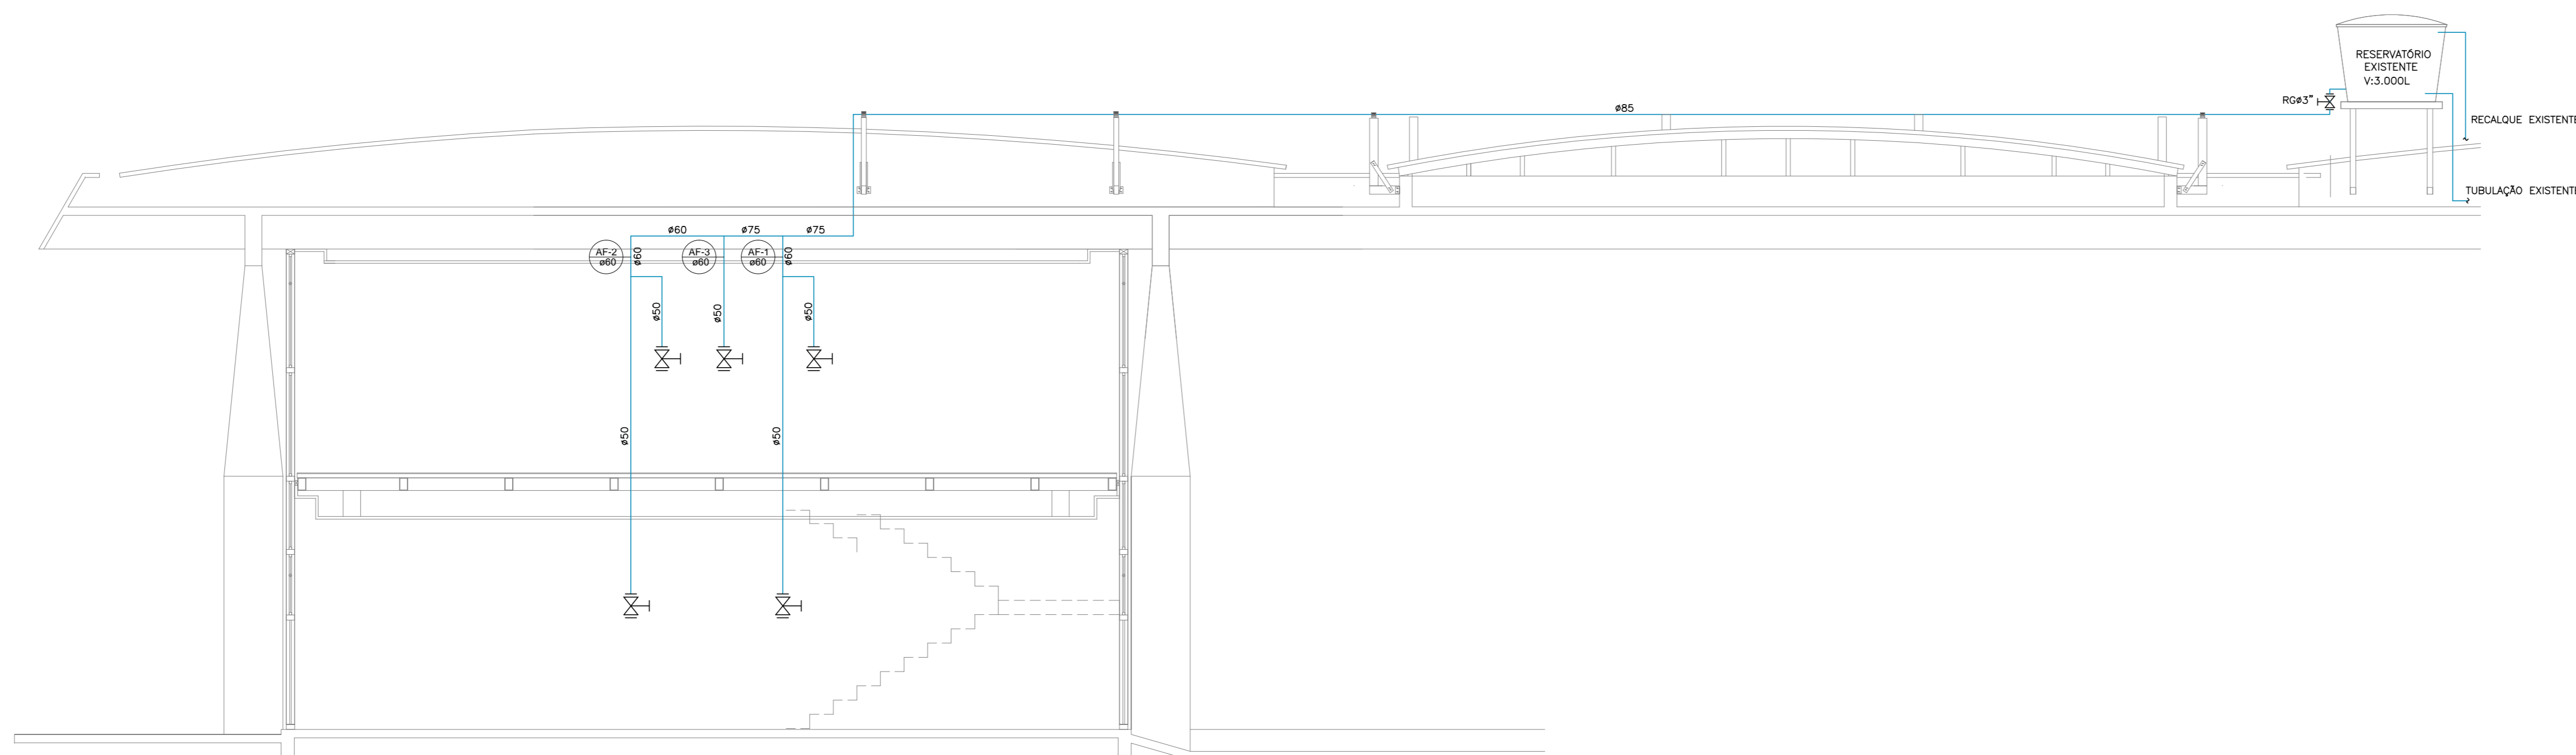 RESERVATÓRIO
EXISTENTE
V:3.000L
RGø3"
ø85
RECALQUE EXISTENTE
TUBULAÇÃO EXISTENTE
ø60
ø75
ø75
AF-2
ø60
ø60
AF-3
ø60
AF-1
ø60
ø60
ø50
ø50
ø50
ø50
ø50